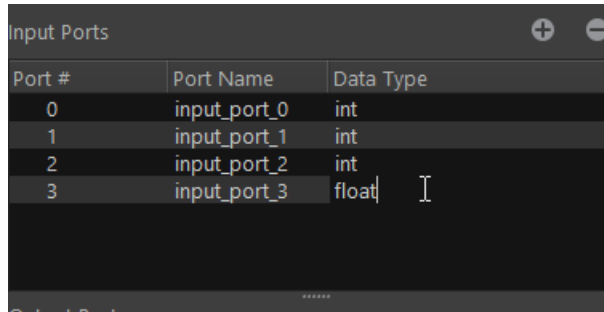 Input Ports
Port # Port Name Data Type
0 input_port_0 int
1 input_port_1 int
2 input_port_2 int
3 input_port_3 float